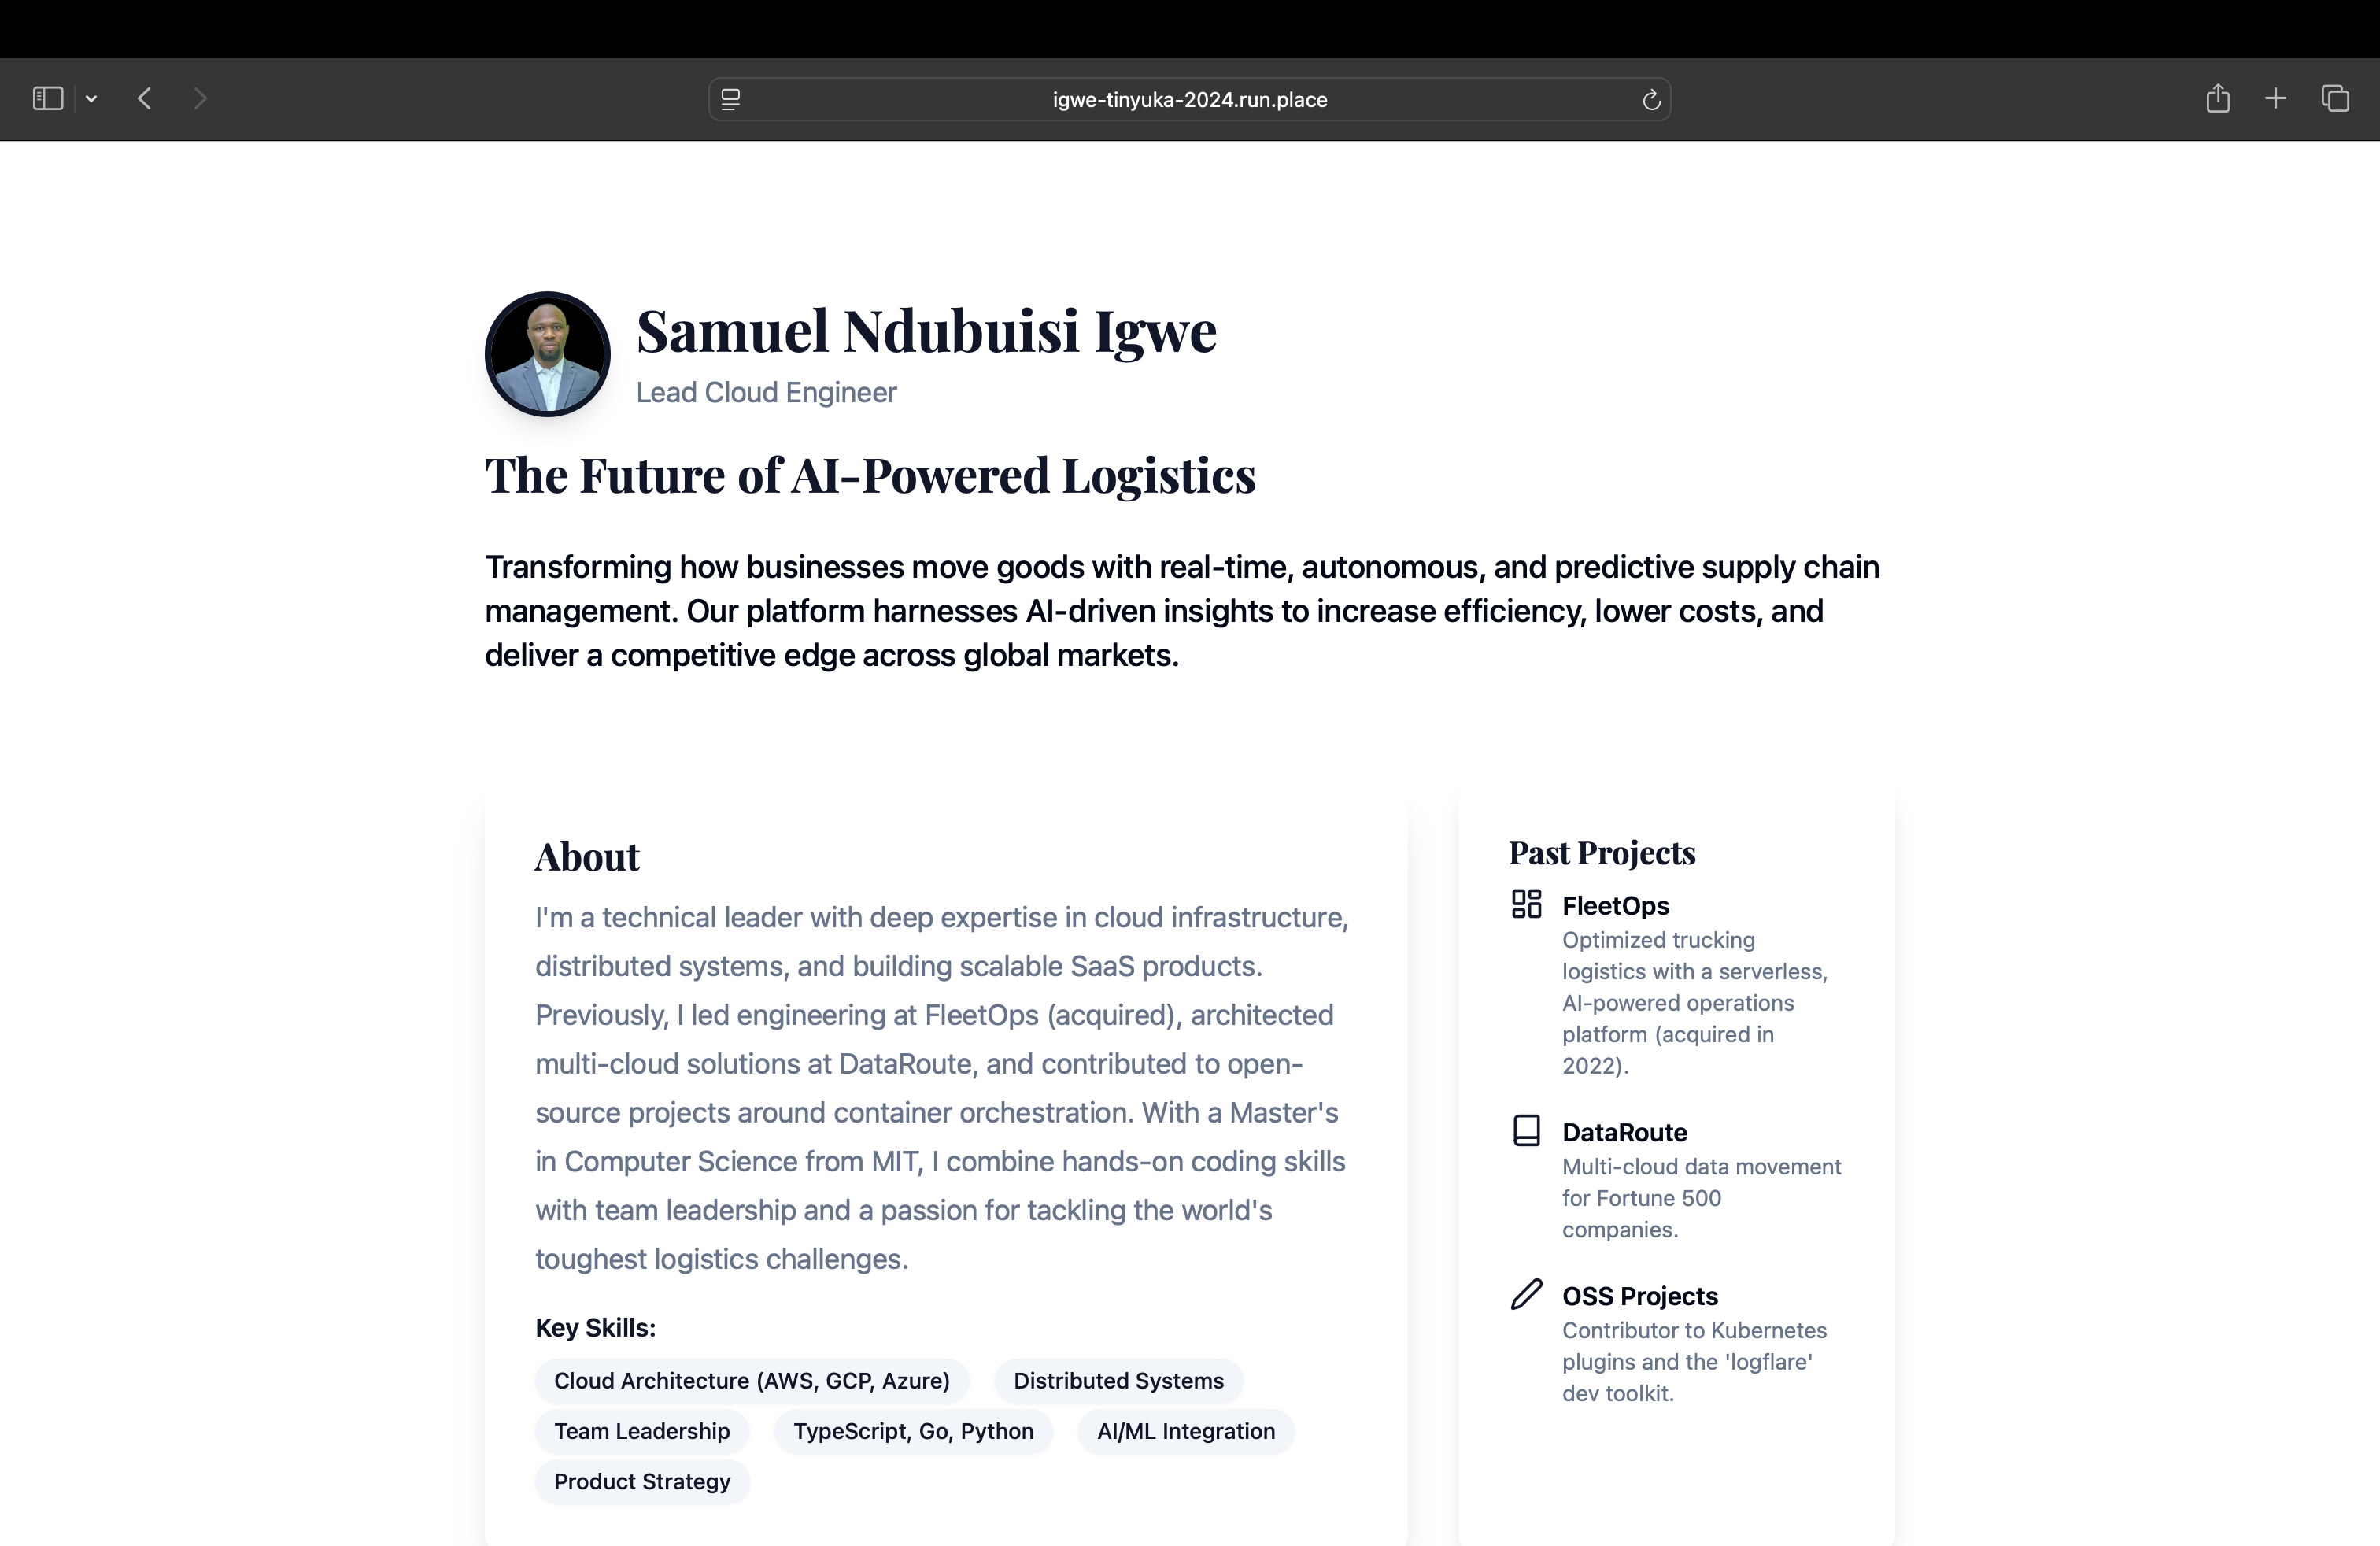 igwe-tinyuka-2024.run.place
Samuel Ndubuisi Igwe
Lead Cloud Engineer
The Future of AI-Powered Logistics
Transforming how businesses move goods with real-time, autonomous, and predictive supply chain
management. Our platform harnesses AI-driven insights to increase efficiency, lower costs, and
deliver a competitive edge across global markets.
About
I'm a technical leader with deep expertise in cloud infrastructure,
distributed systems, and building scalable SaaS products.
Previously, I led engineering at FleetOps (acquired), architected
multi-cloud solutions at DataRoute, and contributed to open-
source projects around container orchestration. With a Master's
in Computer Science from MIT, I combine hands-on coding skills
with team leadership and a passion for tackling the world's
toughest logistics challenges.
Key Skills:
Cloud Architecture (AWS, GCP, Azure)
Distributed Systems
Team Leadership
TypeScript, Go, Python
AI/ML Integration
Product Strategy
Past Projects
FleetOps
Optimized trucking
logistics with a serverless,
AI-powered operations
platform (acquired in
2022).
DataRoute
Multi-cloud data movement
for Fortune 500
companies.
OSS Projects
Contributor to Kubernetes
plugins and the 'logflare'
dev toolkit.